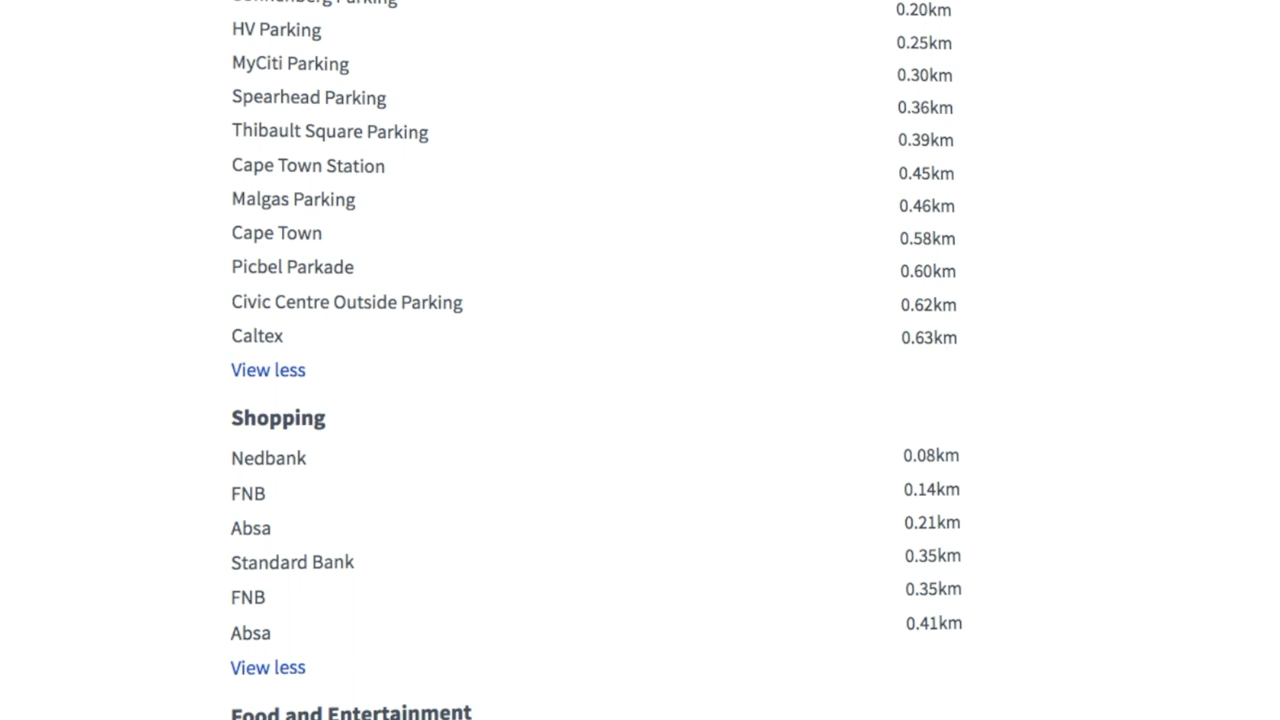 Parking 0.20km
HV Parking 0.25km
MyCiti Parking 0.30km
Spearhead Parking 0.36km
Thibault Square Parking 0.39km
Cape Town Station 0.45km
Malgas Parking 0.46km
Cape Town 0.58km
Picbel Parkade 0.60km
Civic Centre Outside Parking 0.62km
Caltex 0.63km
View less
Shopping
Nedbank 0.08km
FNB 0.14km
Absa 0.21km
Standard Bank 0.35km
FNB 0.35km
Absa 0.41km
View less
Food and Entertainment